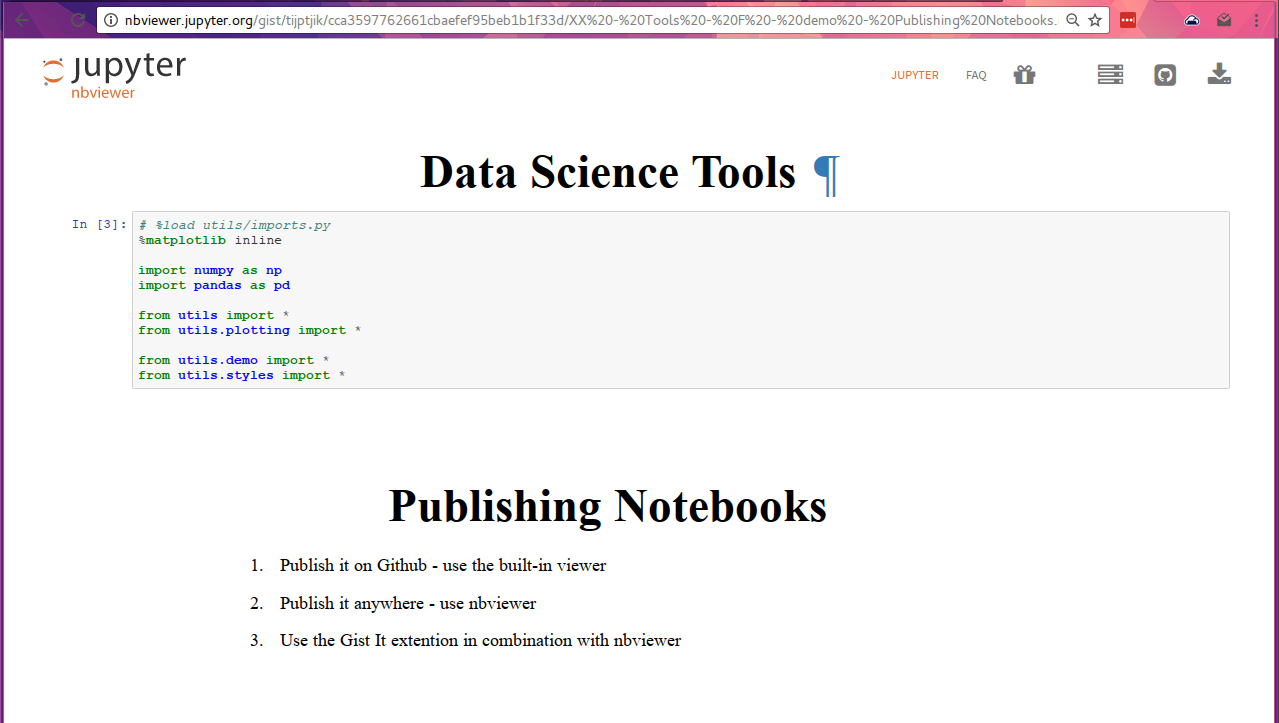 nbviewer.jupyter.org/gist/tijptjik/cca3597762661cbaefef95beb1b1f33d/XX%20-%20Tools%20-%20F%20-%20demo%20-%20Publishing%20Notebooks.
jupyter
nbviewer
JUPYTER FAQ
Data Science Tools ¶
In [3]: # %load utils/imports.py
%matplotlib inline
import numpy as np
import pandas as pd
from utils import *
from utils.plotting import *
from utils.demo import *
from utils.styles import *
Publishing Notebooks
1. Publish it on Github - use the built-in viewer
2. Publish it anywhere - use nbviewer
3. Use the Gist It extention in combination with nbviewer